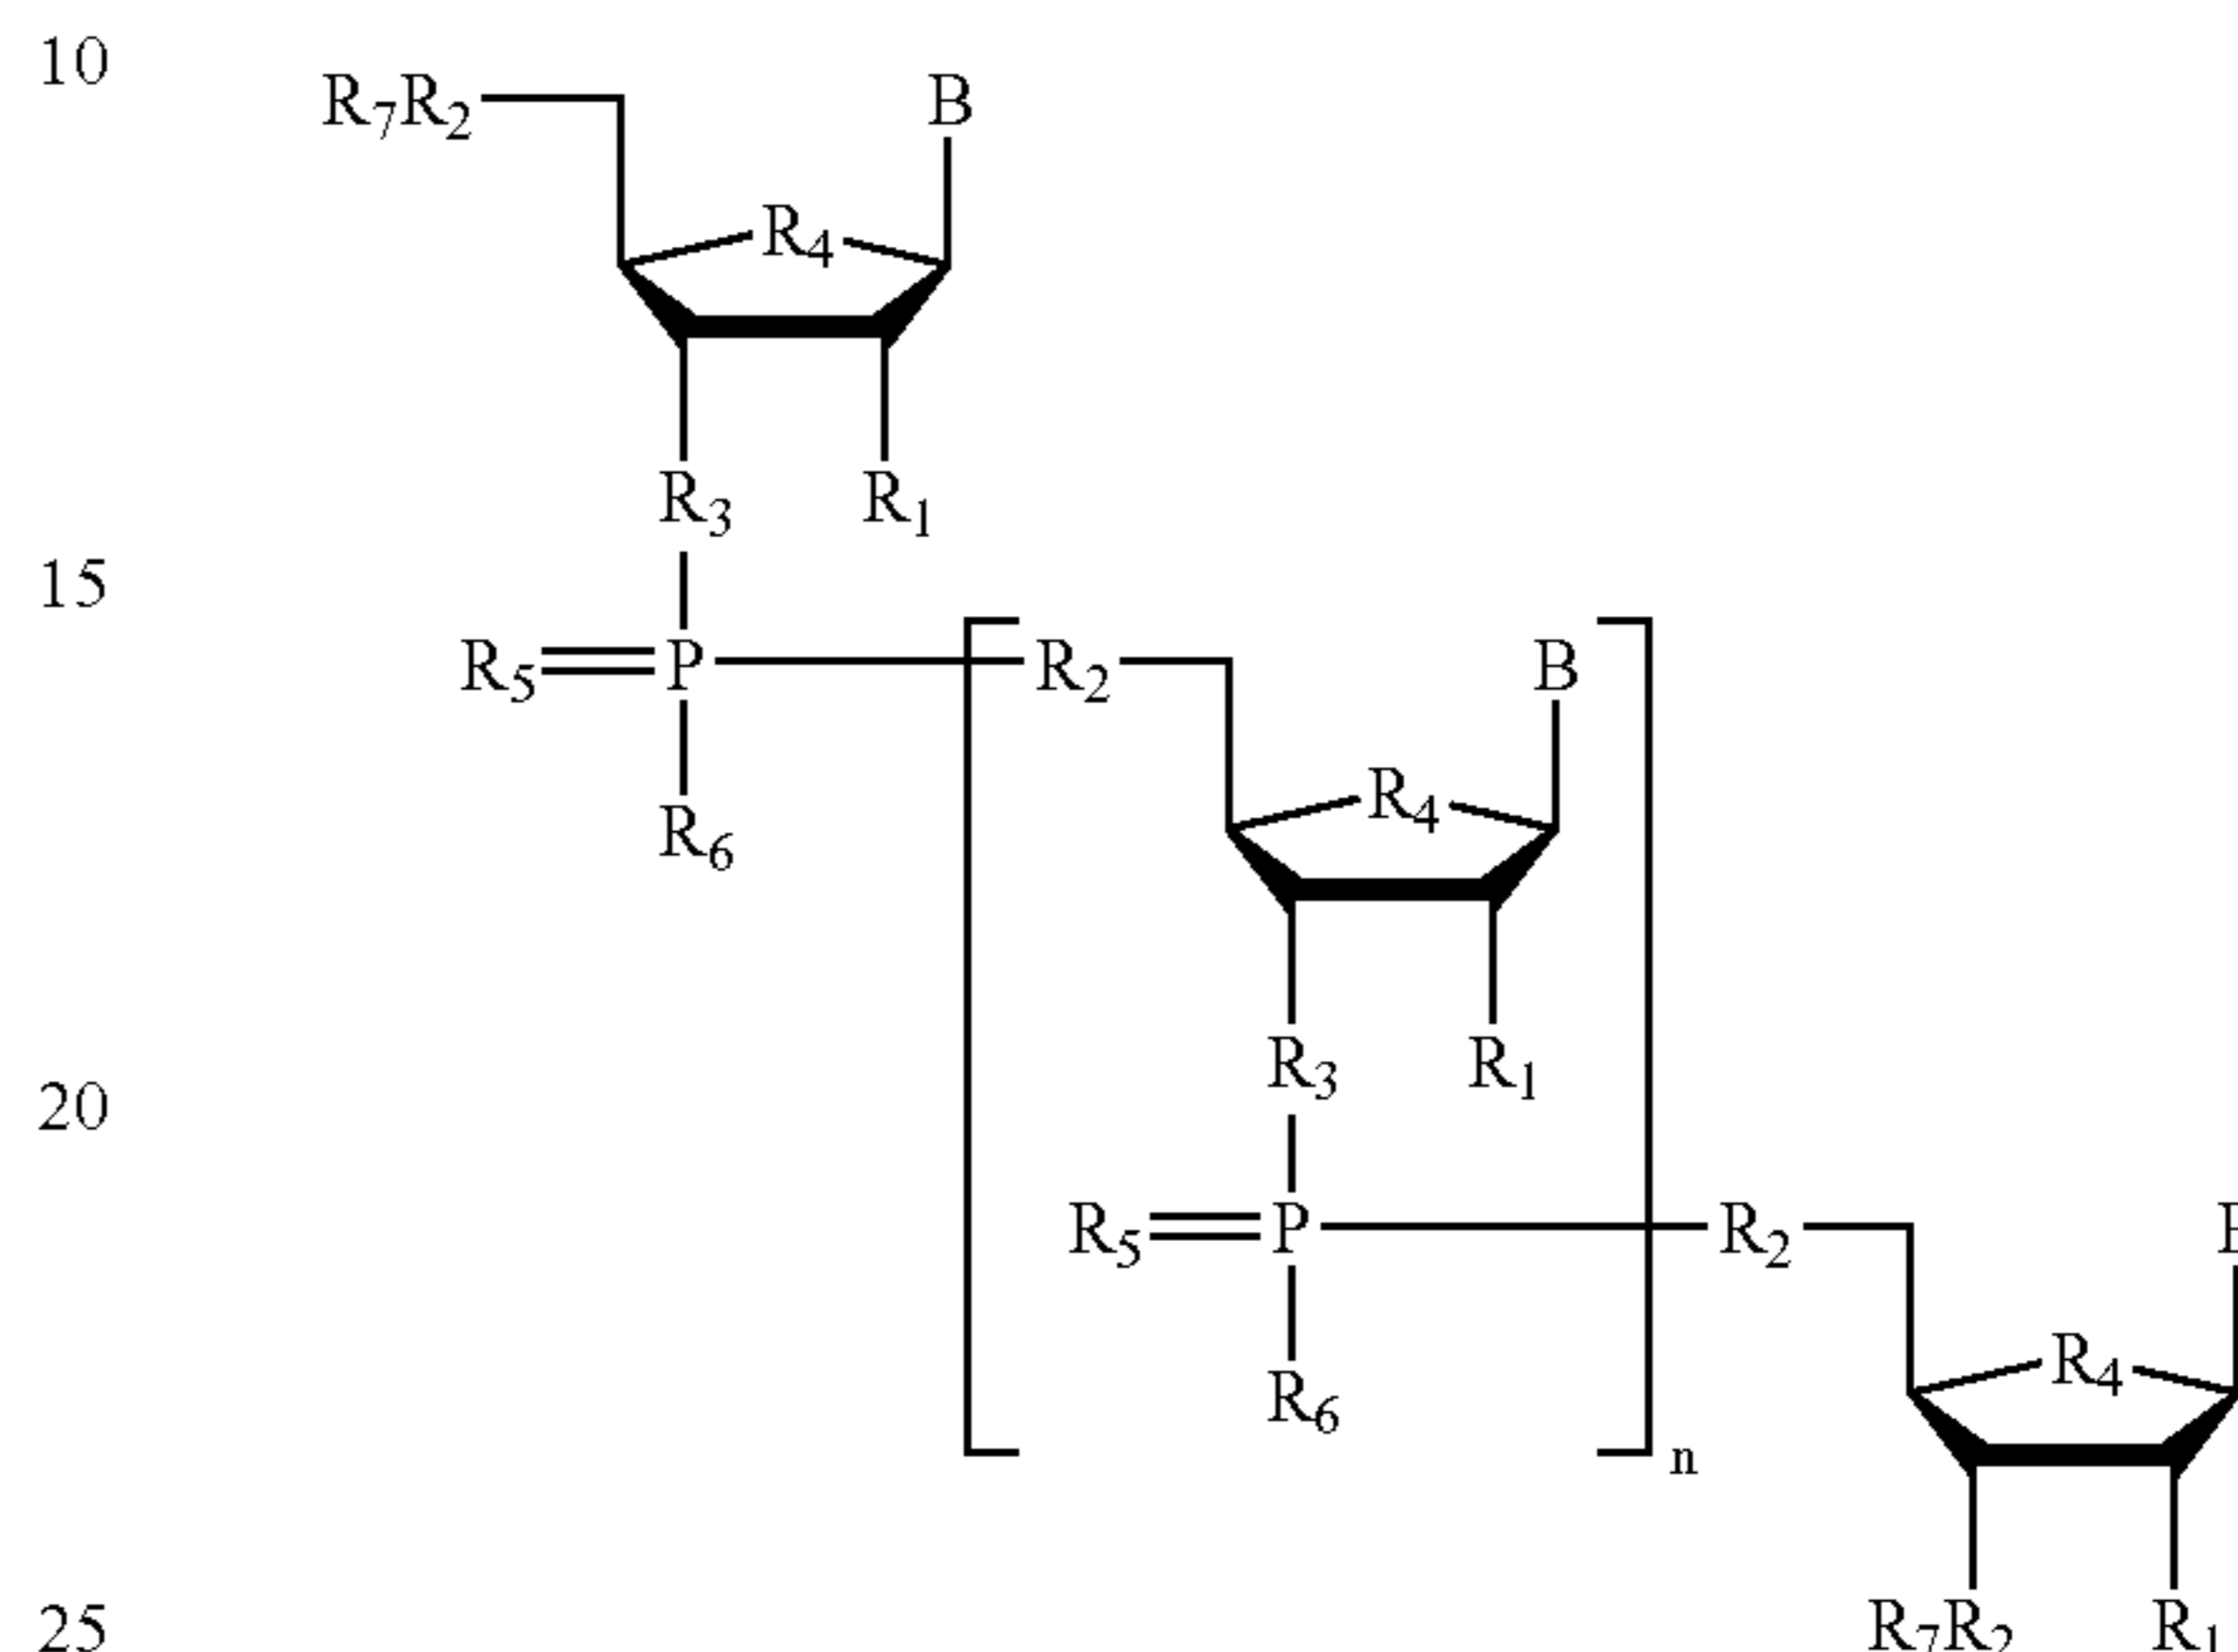 10
R₇R₂ B
R₄
R₃ R₁
15
R₅ P R₂ B
R₄
R₆
R₃ R₁
20
R₅ P R₂
R₄
R₆
n
25
R₇R₂ R₁